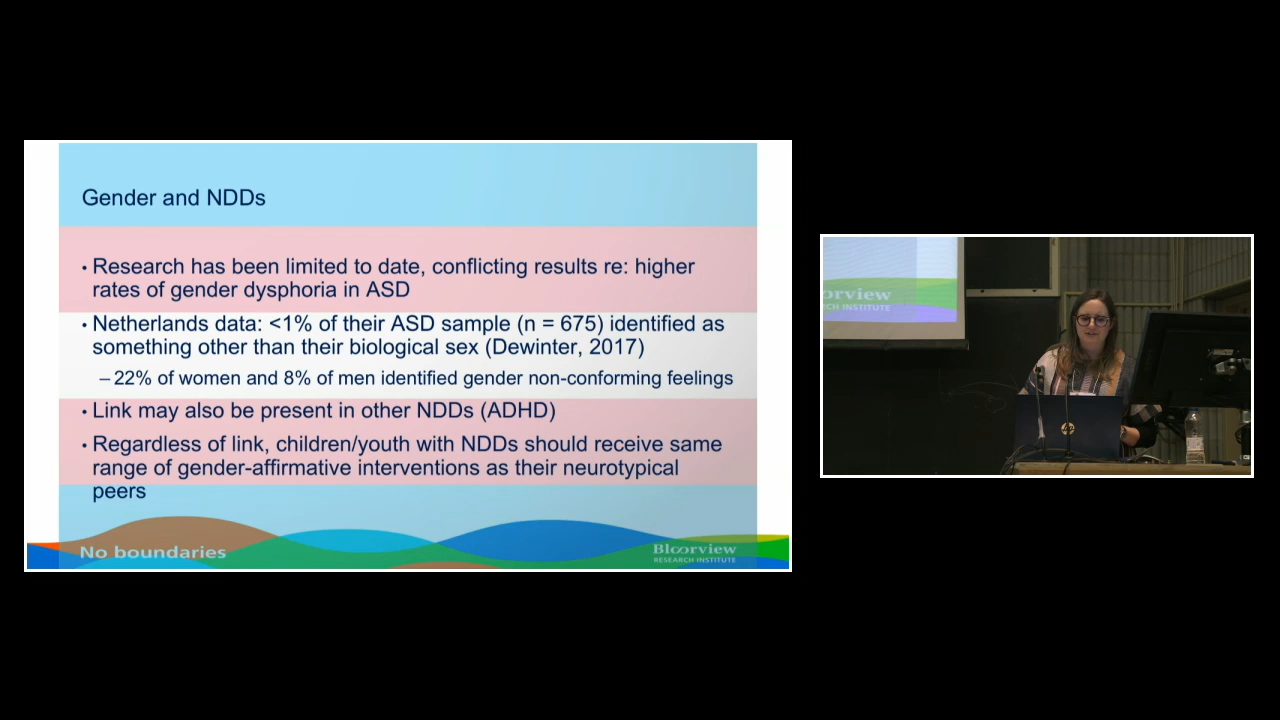 Gender and NDDs
• Research has been limited to date, conflicting results re: higher
rates of gender dysphoria in ASD
• Netherlands data: <1% of their ASD sample (n = 675) identified as
something other than their biological sex (Dewinter, 2017)
– 22% of women and 8% of men identified gender non-conforming feelings
• Link may also be present in other NDDs (ADHD)
• Regardless of link, children/youth with NDDs should receive same
range of gender-affirmative interventions as their neurotypical
peers
No boundaries
Bloorview
RESEARCH INSTITUTE
orview
RCH INSTITUTE
hp